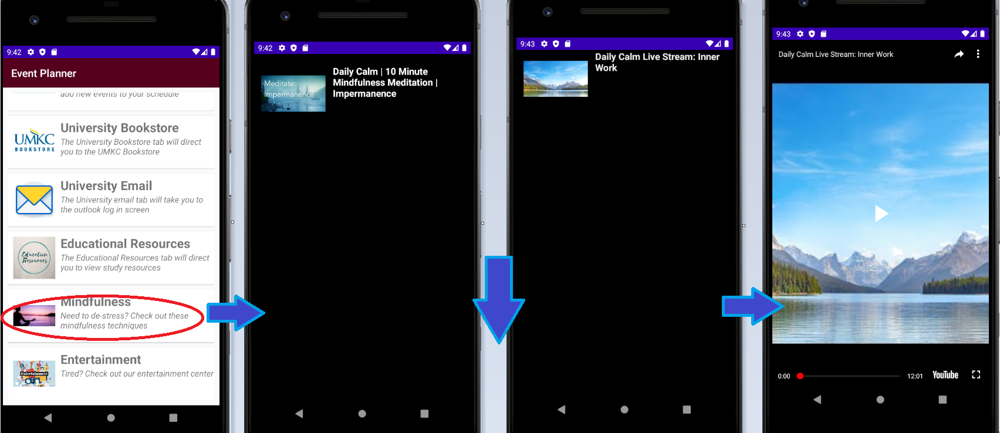 9:42
Event Planner
add new events to your schedule
University Bookstore
The University Bookstore tab will direct
you to the UMKC Bookstore
UMKC
BOOKSTORE
University Email
The University email tab will take you to
the outlook log in screen
Educational Resources
The Educational Resources tab will direct
you to view study resources
Education
Resources
Mindfulness
Need to de-stress? Check out these
mindfulness techniques
Entertainment
Tired? Check out our entertainment center
Entertainment
9:42
Meditate:
Impermanence
Daily Calm | 10 Minute
Mindfulness Meditation |
Impermanence
9:43
Daily Calm Live Stream: Inner
Work
9:43
Daily Calm Live Stream: Inner Work
0:00
12:01
YouTube